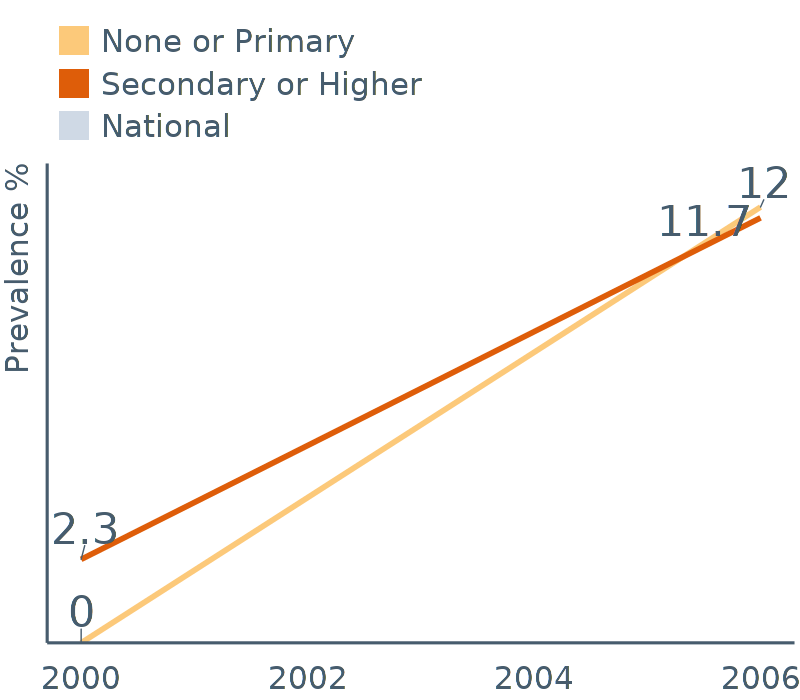 None or Primary
Secondary or Higher
National
Prevalence %
12
11.7
2.3
0
2000 2002 2004 2006